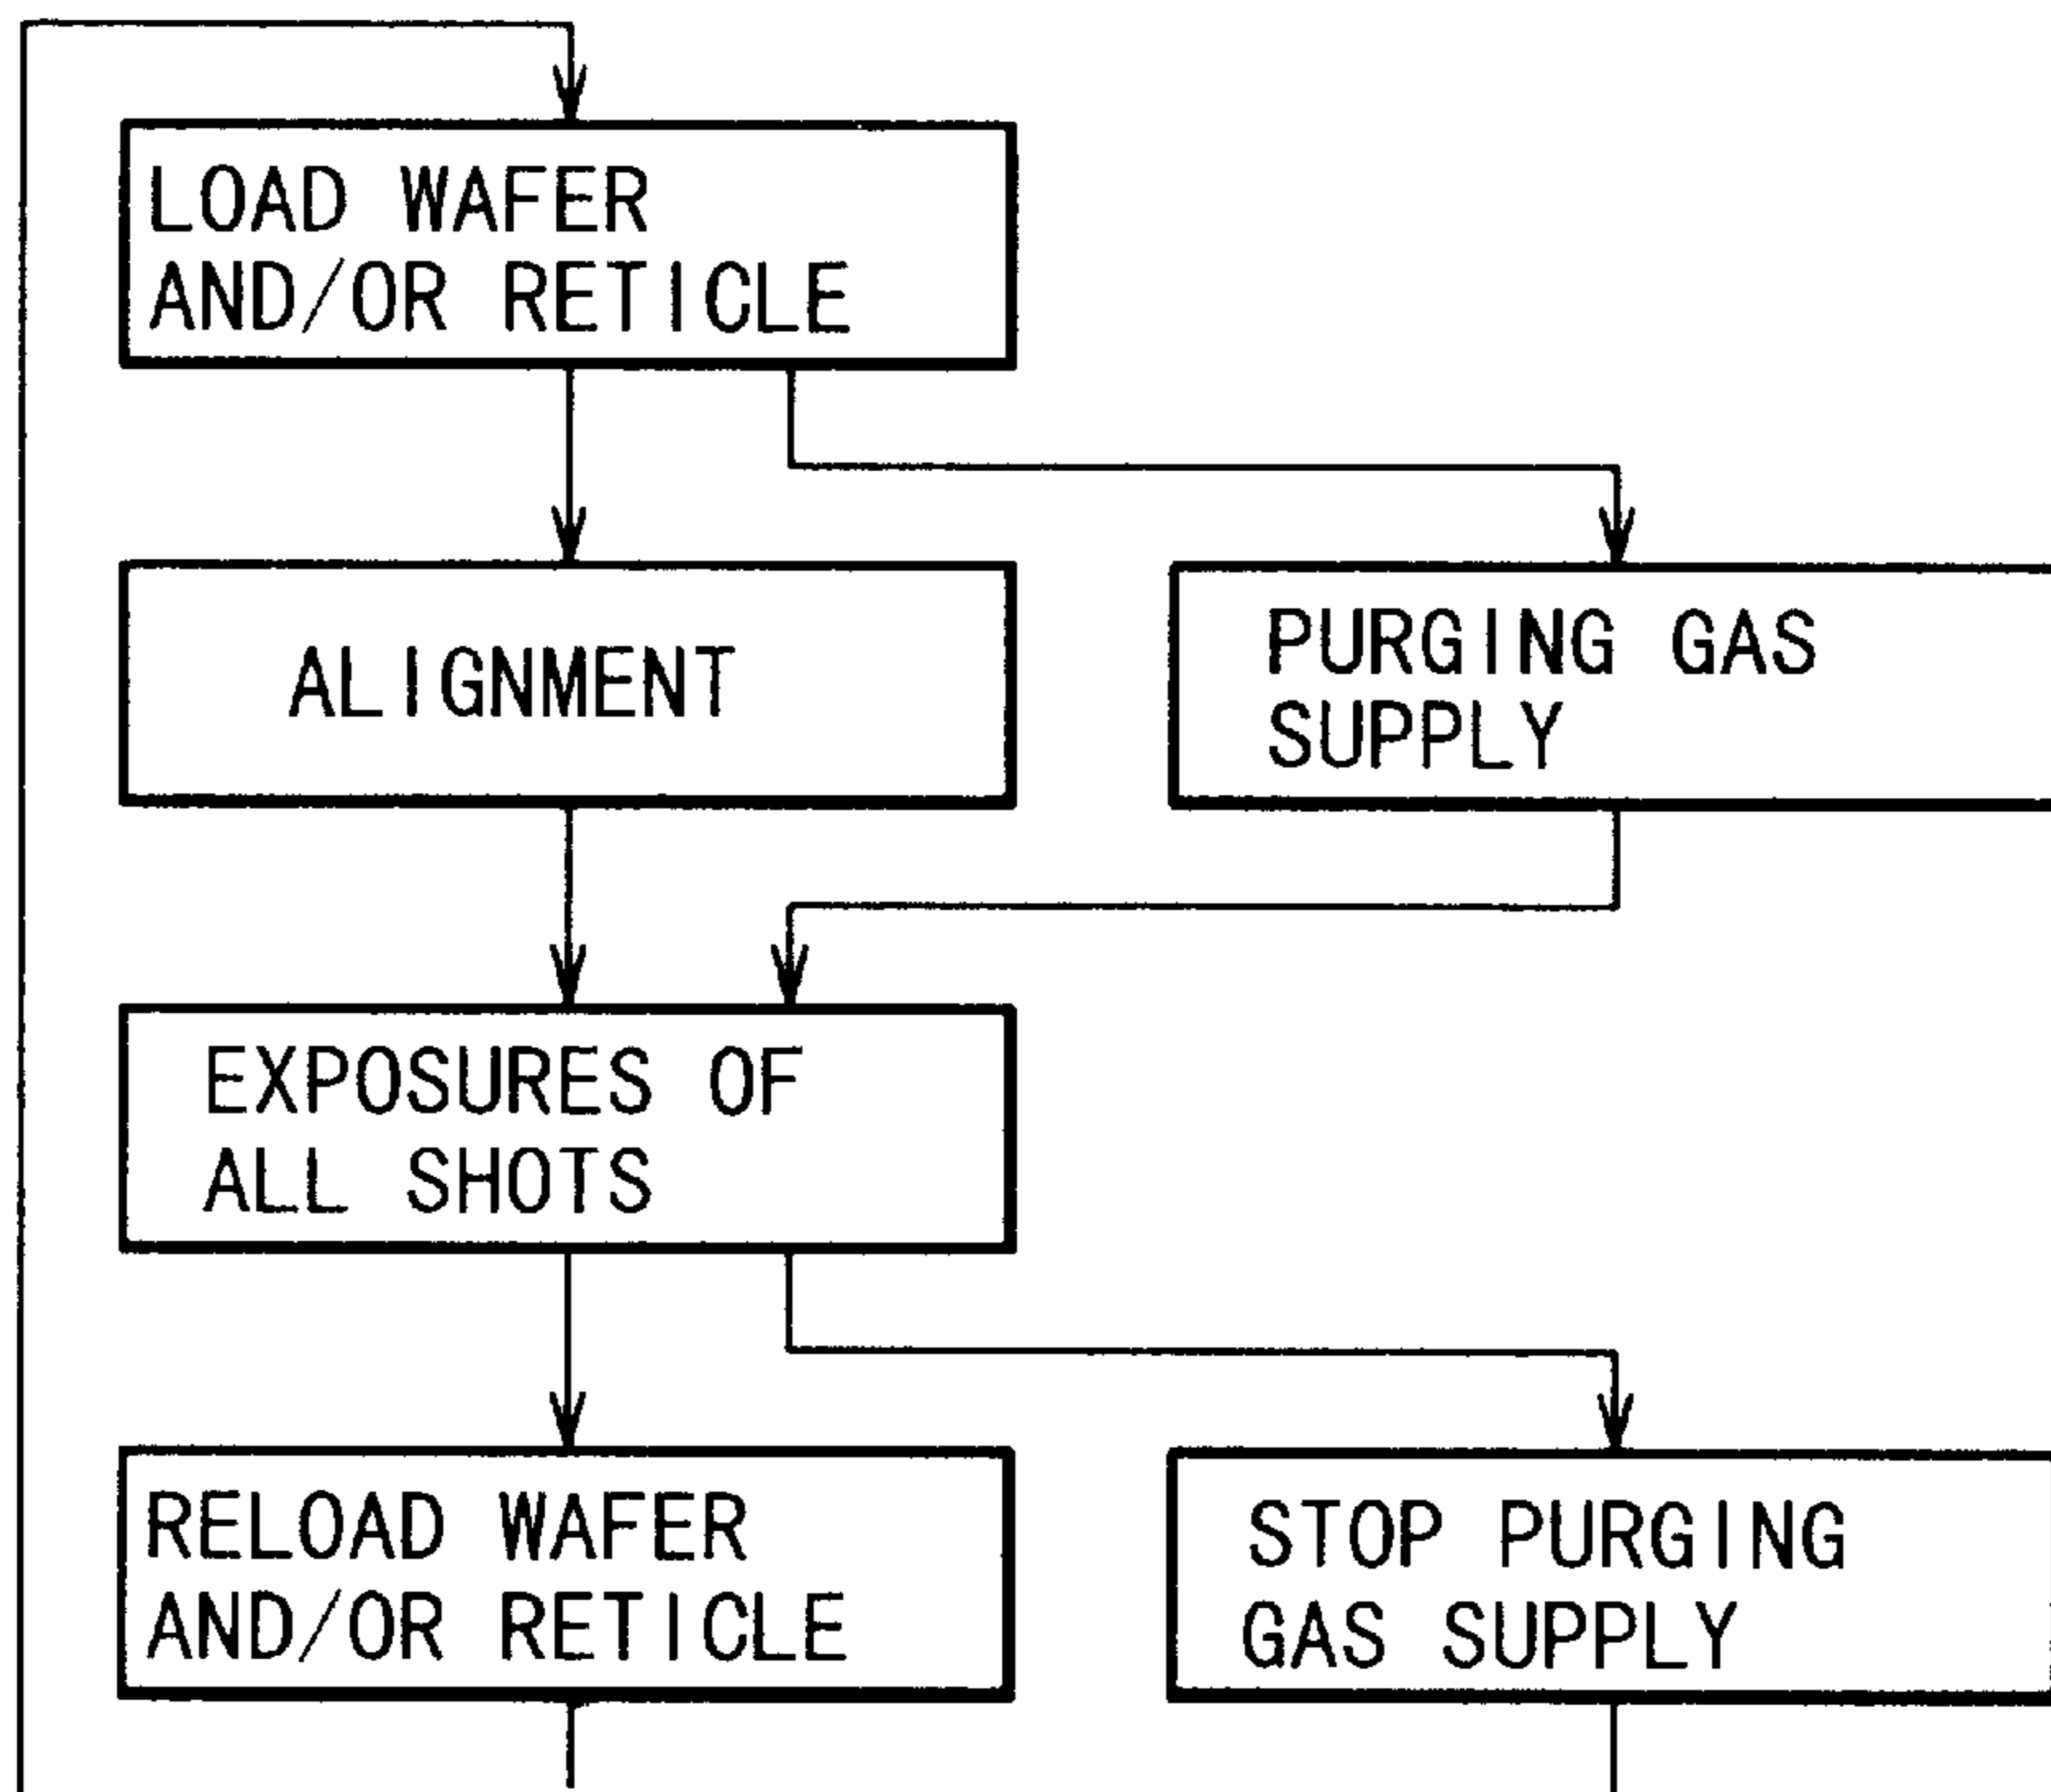 LOAD WAFER
AND/OR RETICLE
ALIGNMENT
PURGING GAS
SUPPLY
EXPOSURES OF
ALL SHOTS
RELOAD WAFER
AND/OR RETICLE
STOP PURGING
GAS SUPPLY